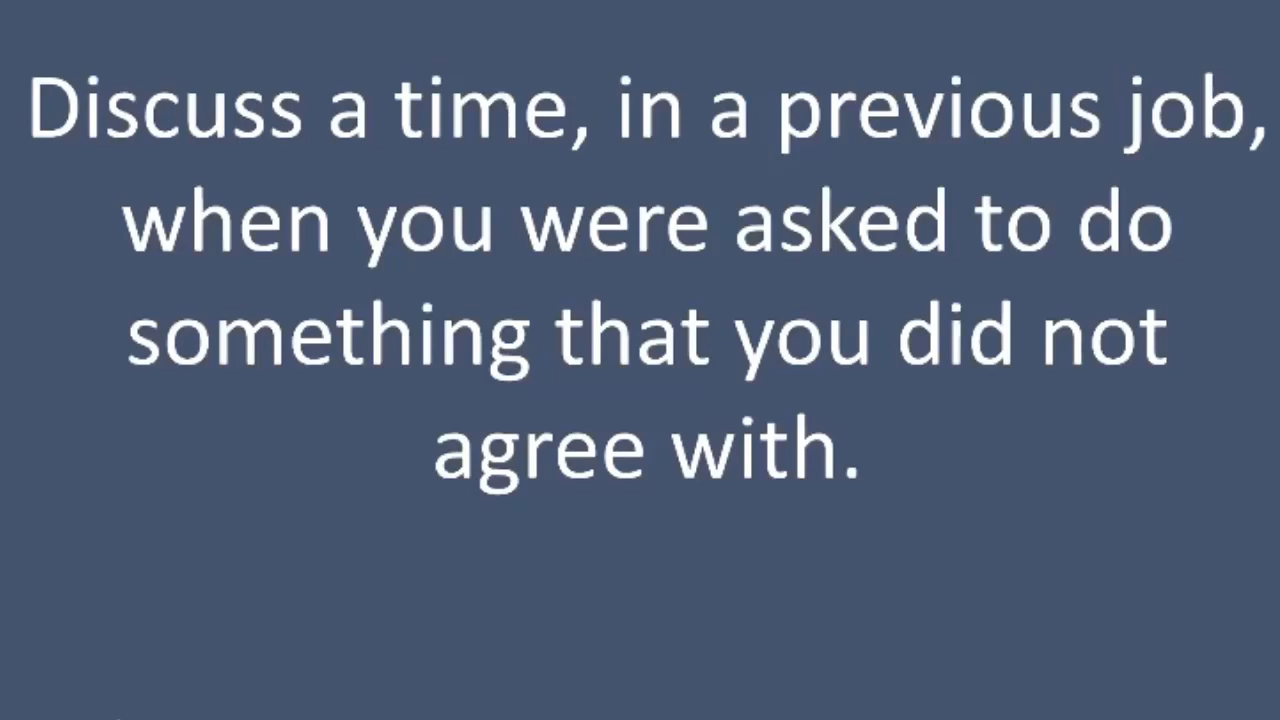 Discuss a time, in a previous job,
when you were asked to do
something that you did not
agree with.